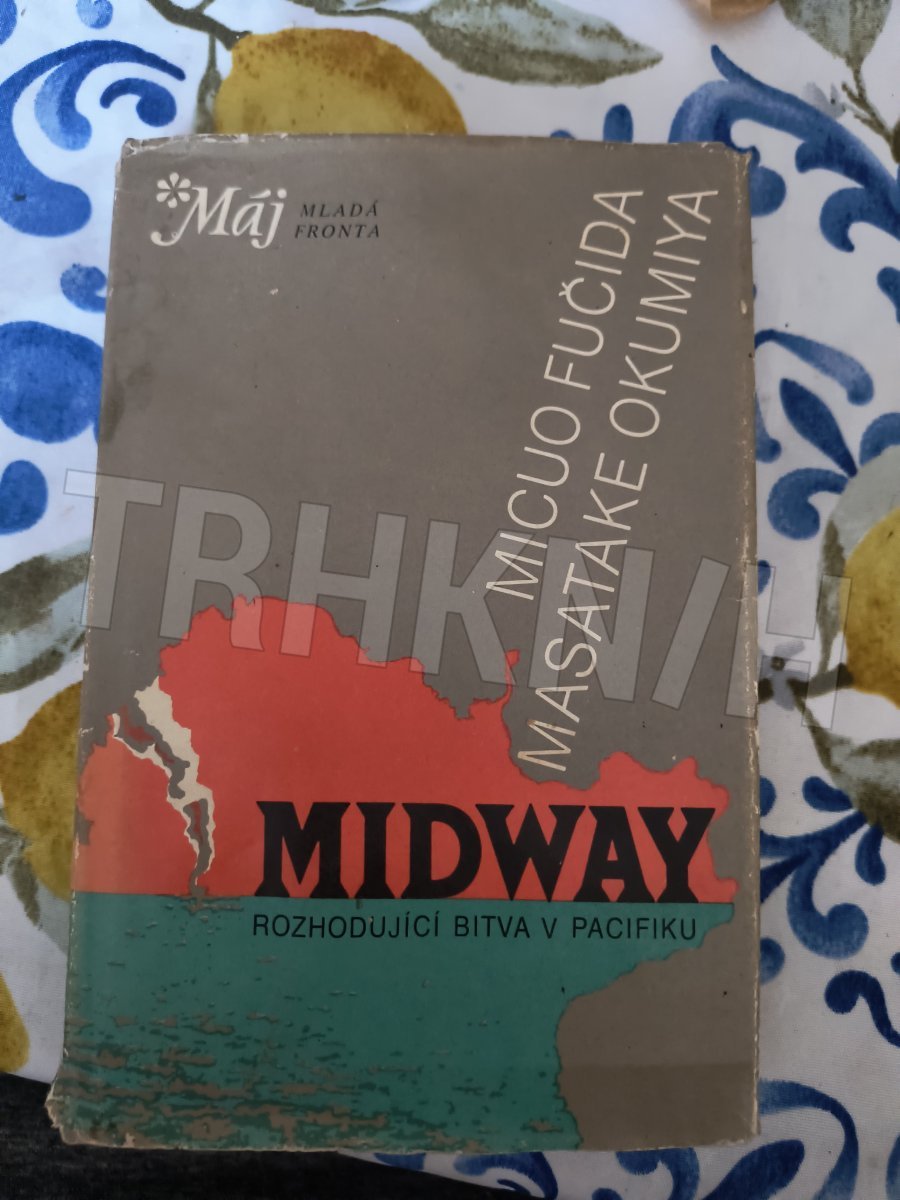 *Máj MLADÁ
FRONTA
MICUO FUČIDA
MASATAKE OKUMIYA
TRHKNIH
MIDWAY
ROZHODUJÍCÍ BITVA V PACIFIKU